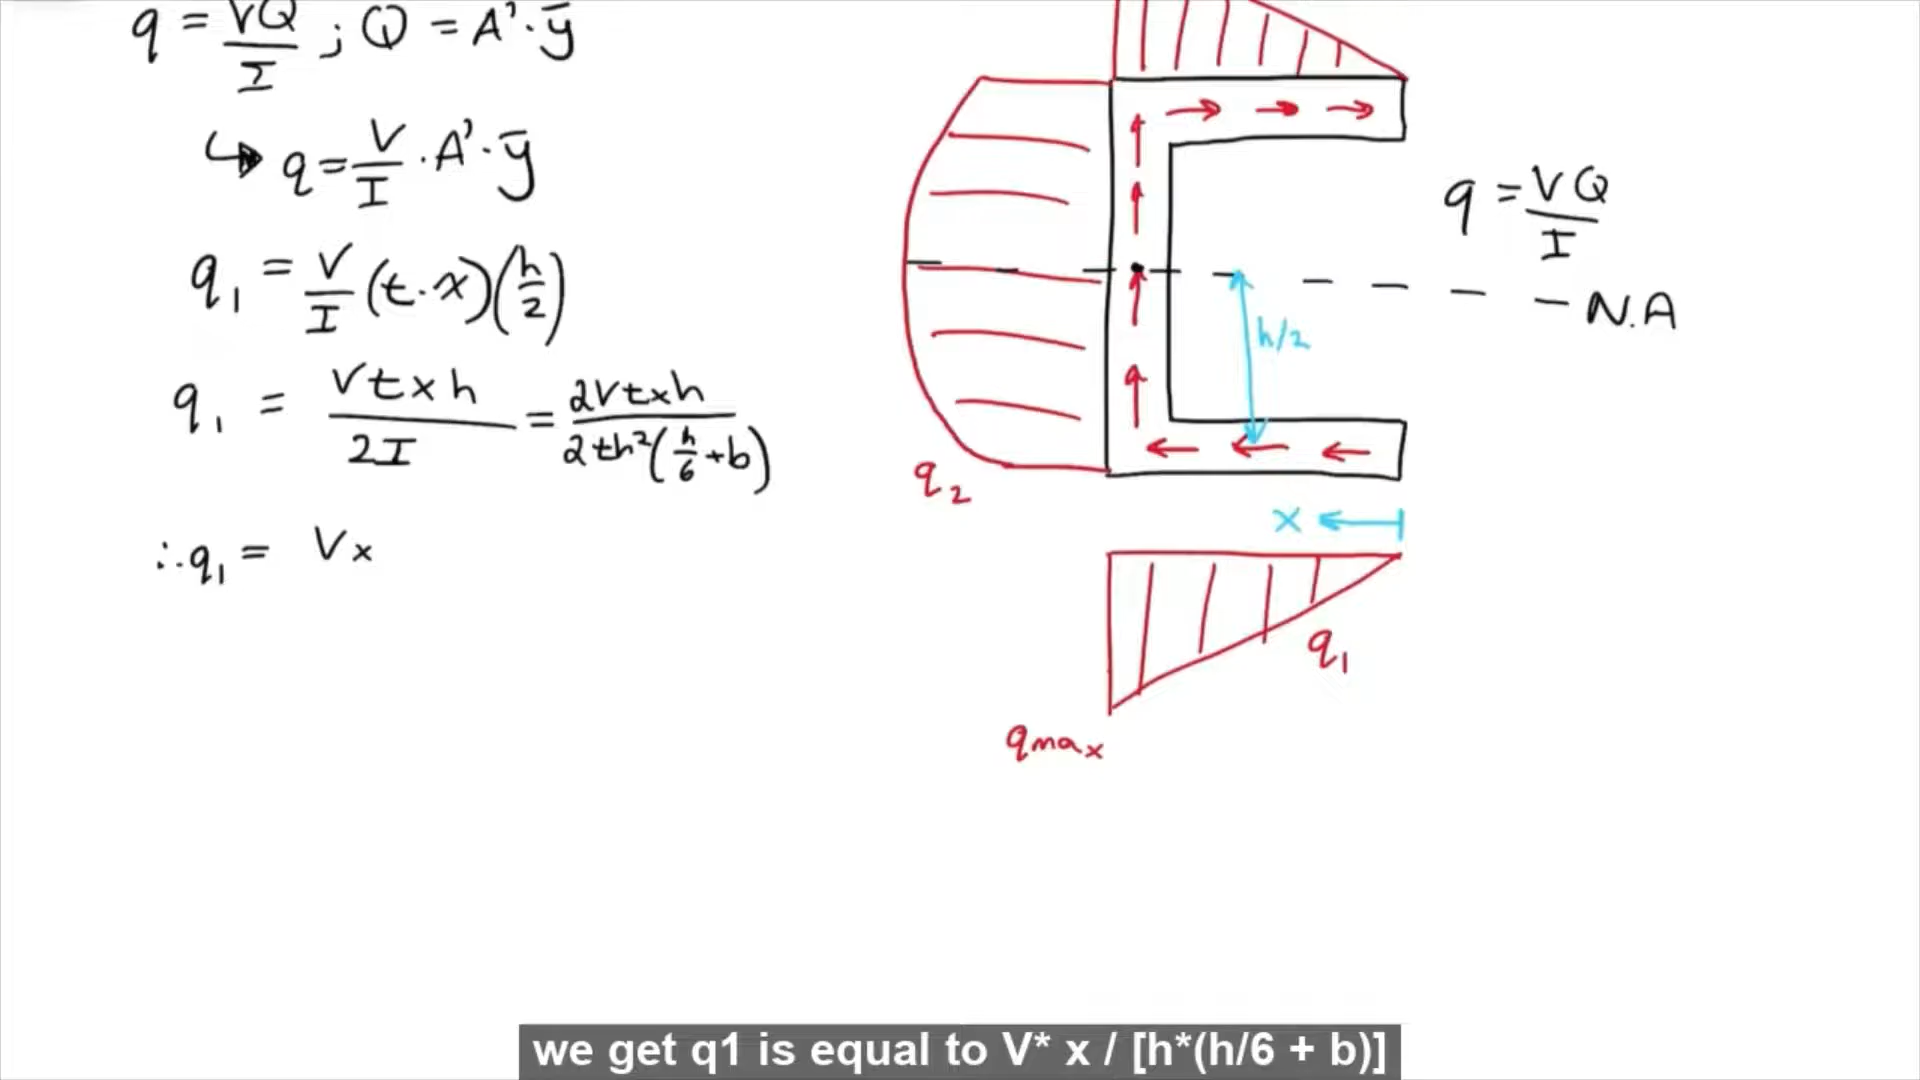 q = VQ/I ; Q = A'·ȳ
↳ q = V/I · A'·ȳ
q₁ = V/I (t·x)(h/2)
q₁ = Vtxh/2I = 2Vtxh/2th²(h/6+b)
∴q₁ = Vx
q = VQ/I
N.A
h/2
q₂
x
q₁
qmax
we get q1 is equal to V* x / [h*(h/6 + b)]